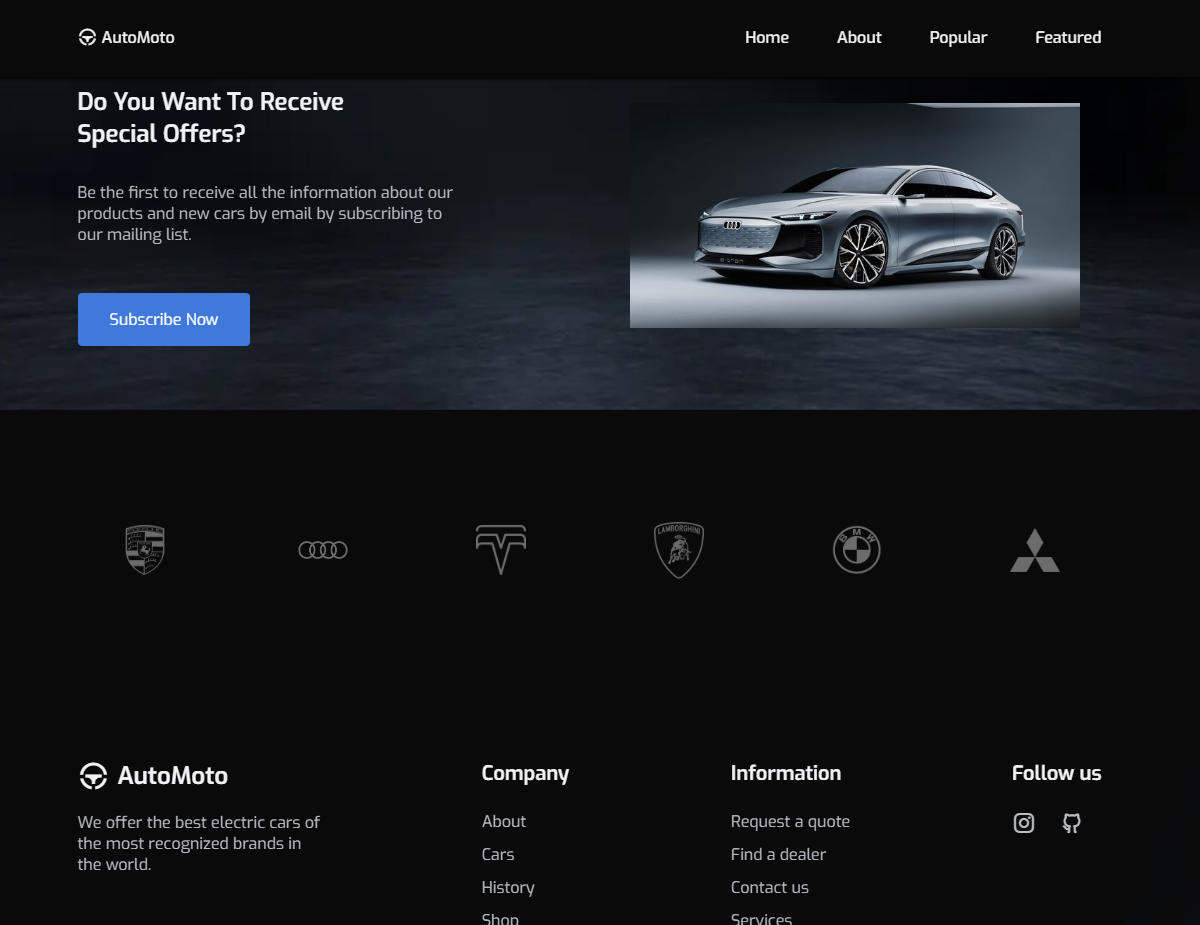 AutoMoto
Home
About
Popular
Featured
Do You Want To Receive
Special Offers?
Be the first to receive all the information about our
products and new cars by email by subscribing to
our mailing list.
Subscribe Now
e-tron
LAMBORGHINI
BMW
AutoMoto
We offer the best electric cars of
the most recognized brands in
the world.
Company
About
Cars
History
Shop
Information
Request a quote
Find a dealer
Contact us
Services
Follow us